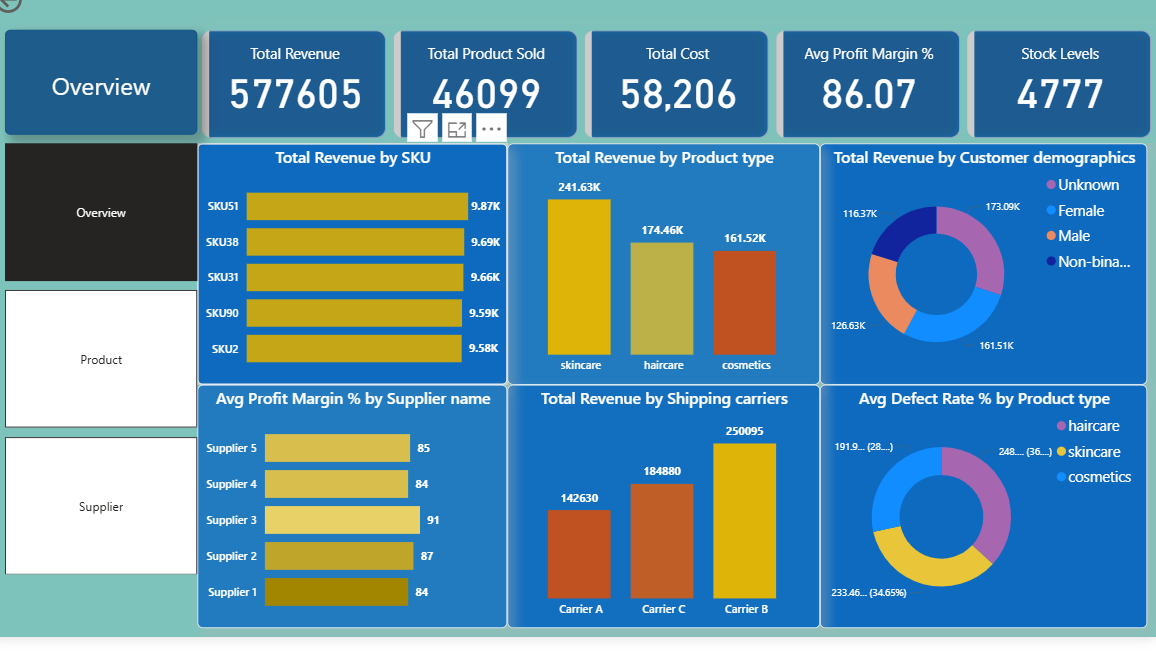 Overview
Total Revenue
577605
Total Product Sold
46099
Total Cost
58,206
Avg Profit Margin %
86.07
Stock Levels
4777
Overview
Product
Supplier
Total Revenue by SKU
SKU51 9.87K
SKU38 9.69K
SKU31 9.66K
SKU90 9.59K
SKU2 9.58K
Total Revenue by Product type
241.63K
174.46K
161.52K
skincare haircare cosmetics
Total Revenue by Customer demographics
Unknown
Female
Male
Non-bina...
173.09K
116.37K
126.63K
161.51K
Avg Profit Margin % by Supplier name
Supplier 5 85
Supplier 4 84
Supplier 3 91
Supplier 2 87
Supplier 1 84
Total Revenue by Shipping carriers
250095
184880
142630
Carrier A Carrier C Carrier B
Avg Defect Rate % by Product type
haircare
skincare
cosmetics
191.9... (28....)
248.... (36....)
233.46... (34.65%)